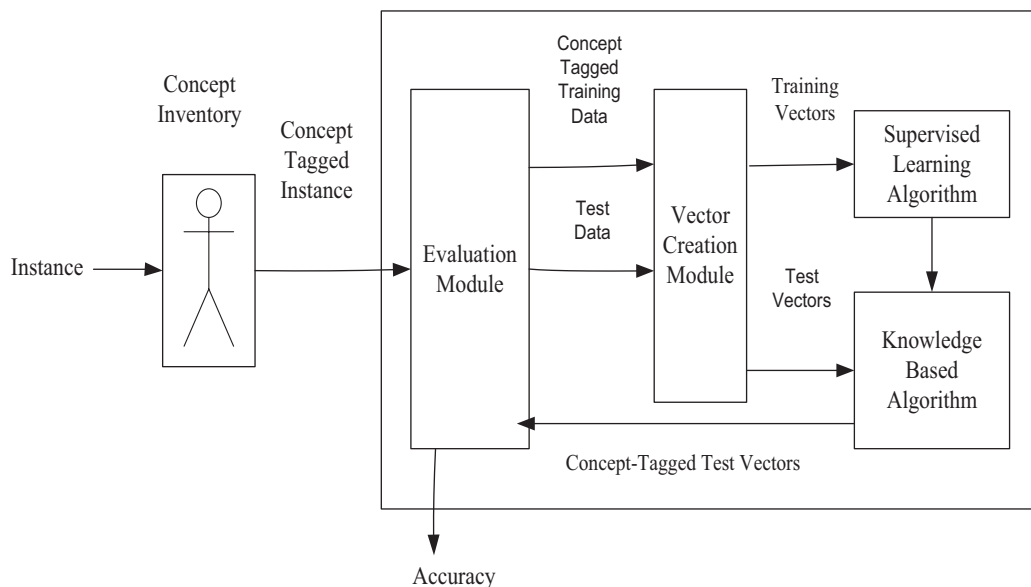 Concept
Inventory
Concept
Tagged
Instance
Instance
Evaluation
Module
Concept
Tagged
Training
Data
Test
Data
Vector
Creation
Module
Training
Vectors
Supervised
Learning
Algorithm
Test
Vectors
Knowledge
Based
Algorithm
Concept-Tagged Test Vectors
Accuracy